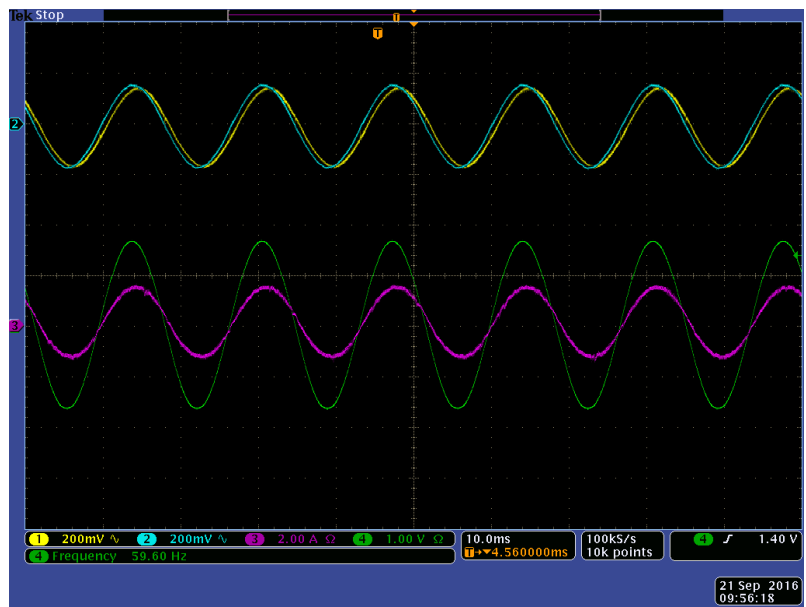 Tek Stop
T
T
2
3
1 200mV ∿ 2 200mV ∿ 3 2.00 A Ω 4 1.00 V Ω
4 Frequency 59.60 Hz
10.0ms
T→▼4.560000ms
100kS/s
10k points
4 ʃ 1.40 V
21 Sep 2016
09:56:18